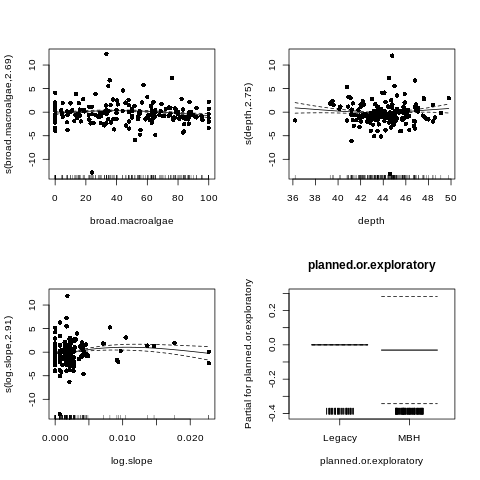 s(broad.macroalgae,2.69)
10
5
0
-5
-10
0 20 40 60 80 100
broad.macroalgae
s(depth,2.75)
10
5
0
-5
-10
36 38 40 42 44 46 48 50
depth
s(log.slope,2.91)
10
5
0
-5
-10
0.000 0.010 0.020
log.slope
planned.or.exploratory
Partial for planned.or.exploratory
0.2
0.0
-0.2
-0.4
Legacy MBH
planned.or.exploratory